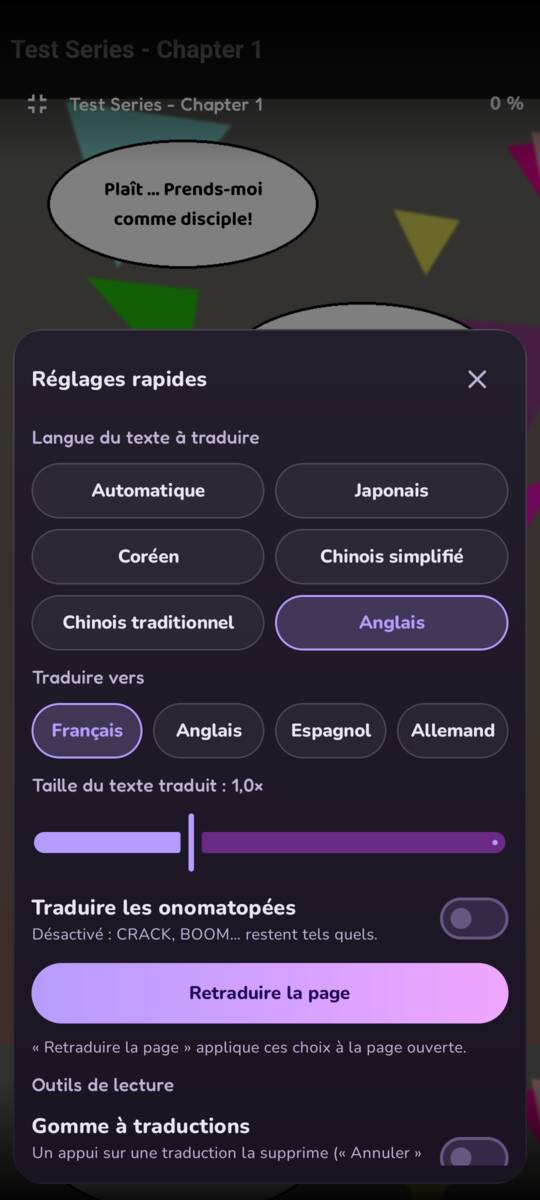 Test Series - Chapter 1
Test Series - Chapter 1
0 %
Plaît ... Prends-moi
comme disciple!
Réglages rapides
Langue du texte à traduire
Automatique
Japonais
Coréen
Chinois simplifié
Chinois traditionnel
Anglais
Traduire vers
Français
Anglais
Espagnol
Allemand
Taille du texte traduit : 1,0×
Traduire les onomatopées
Désactivé : CRACK, BOOM… restent tels quels.
Retraduire la page
« Retraduire la page » applique ces choix à la page ouverte.
Outils de lecture
Gomme à traductions
Un appui sur une traduction la supprime (« Annuler »